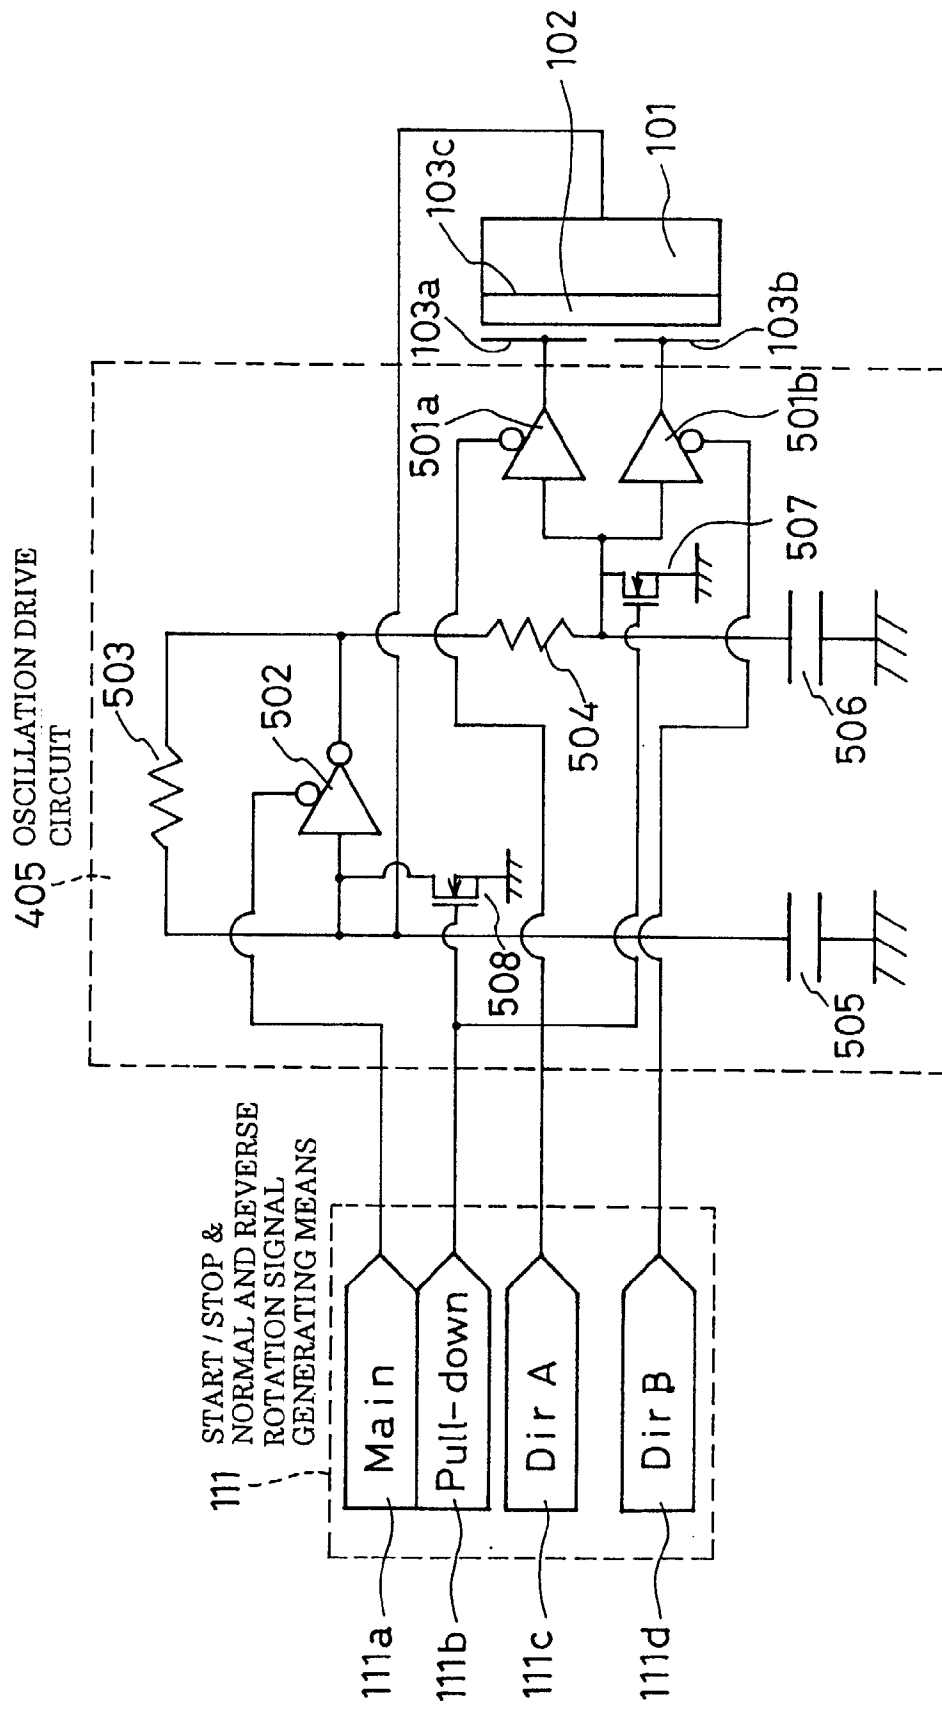 405 OSCILLATION DRIVE
CIRCUIT
111 START / STOP &
NORMAL AND REVERSE
ROTATION SIGNAL
GENERATING MEANS
503
502
508
504
505
506
507
501a
501b
103a
103b
103c
102
101
Main
Pull-down
Dir A
Dir B
111a
111b
111c
111d